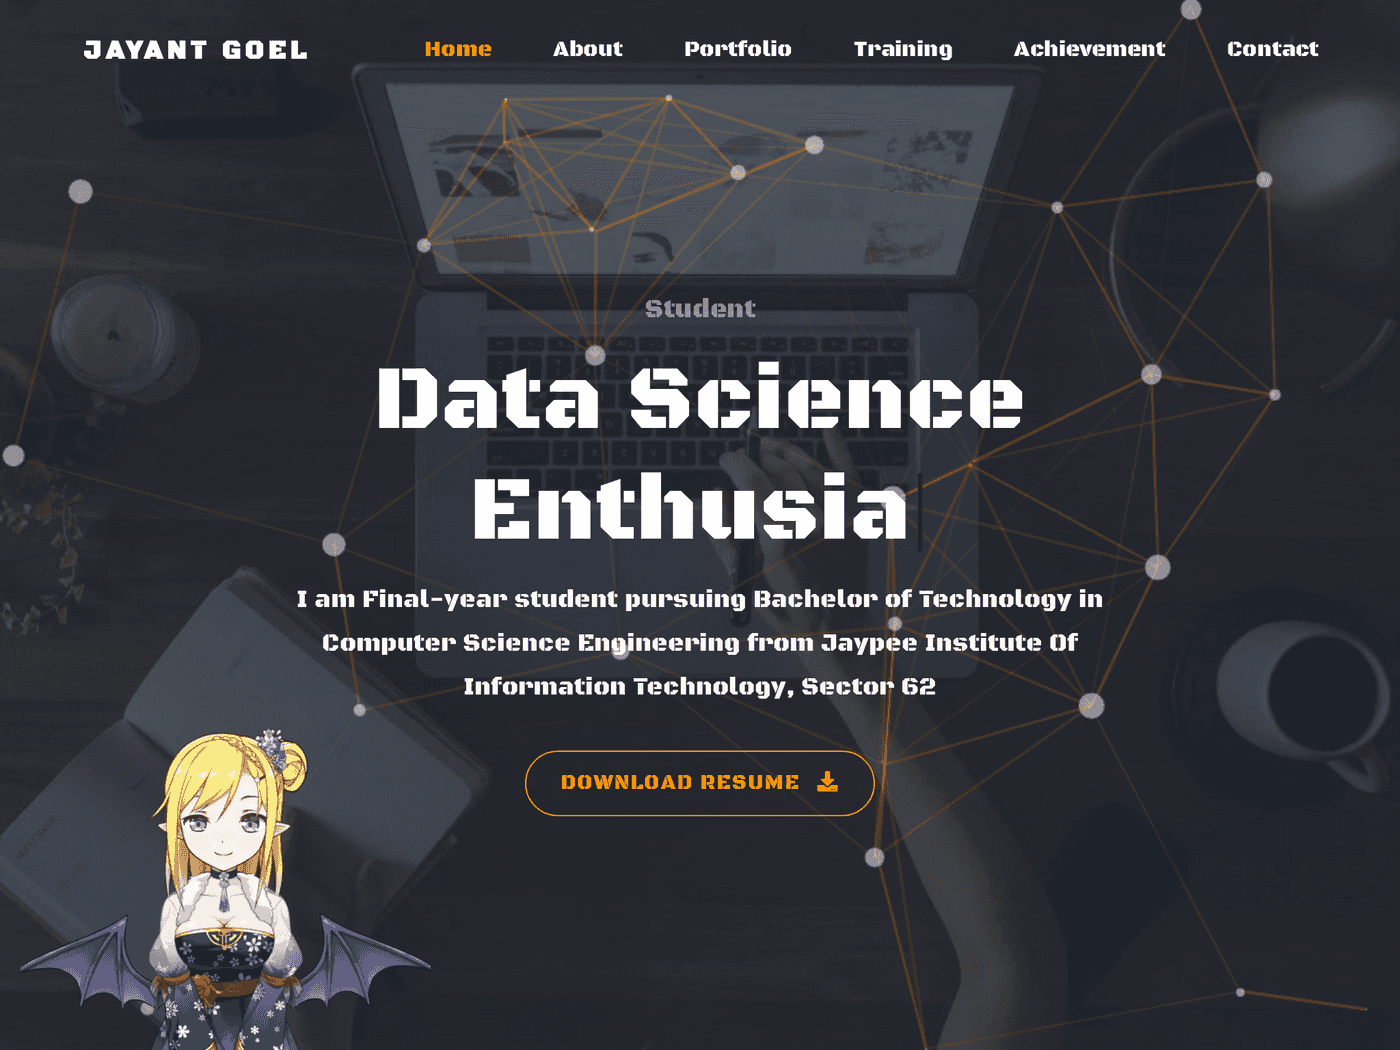 JAYANT GOEL
Home About Portfolio Training Achievement Contact
Student
Data Science
Enthusia
I am Final-year student pursuing Bachelor of Technology in
Computer Science Engineering from Jaypee Institute Of
Information Technology, Sector 62
DOWNLOAD RESUME